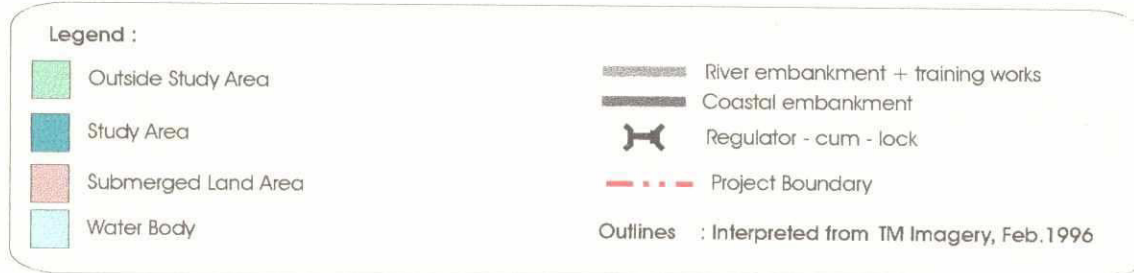 Legend :
Outside Study Area
Study Area
Submerged Land Area
Water Body
River embankment + training works
Coastal embankment
Regulator - cum - lock
Project Boundary
Outlines : Interpreted from TM Imagery, Feb.1996